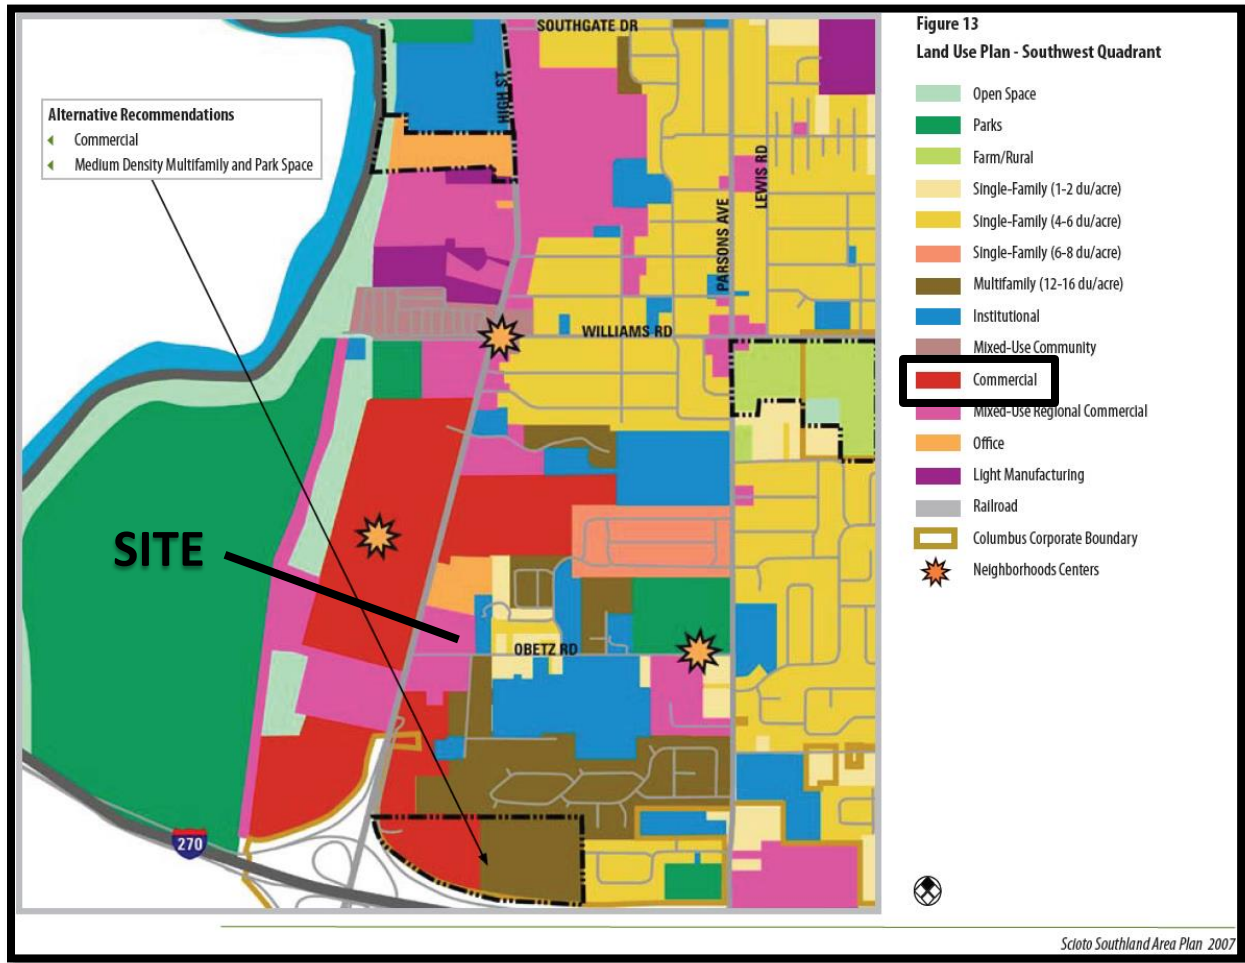 SOUTHGATE DR
HIGH ST
Alternative Recommendations
Commercial
Medium Density Multifamily and Park Space
LEWIS RD
PARSONS AVE
WILLIAMS RD
SITE
OBETZ RD
270
Figure 13
Land Use Plan - Southwest Quadrant
Open Space
Parks
Farm/Rural
Single-Family (1-2 du/acre)
Single-Family (4-6 du/acre)
Single-Family (6-8 du/acre)
Multifamily (12-16 du/acre)
Institutional
Mixed-Use Community
Commercial
Mixed-Use Regional Commercial
Office
Light Manufacturing
Railroad
Columbus Corporate Boundary
Neighborhoods Centers
Scioto Southland Area Plan 2007